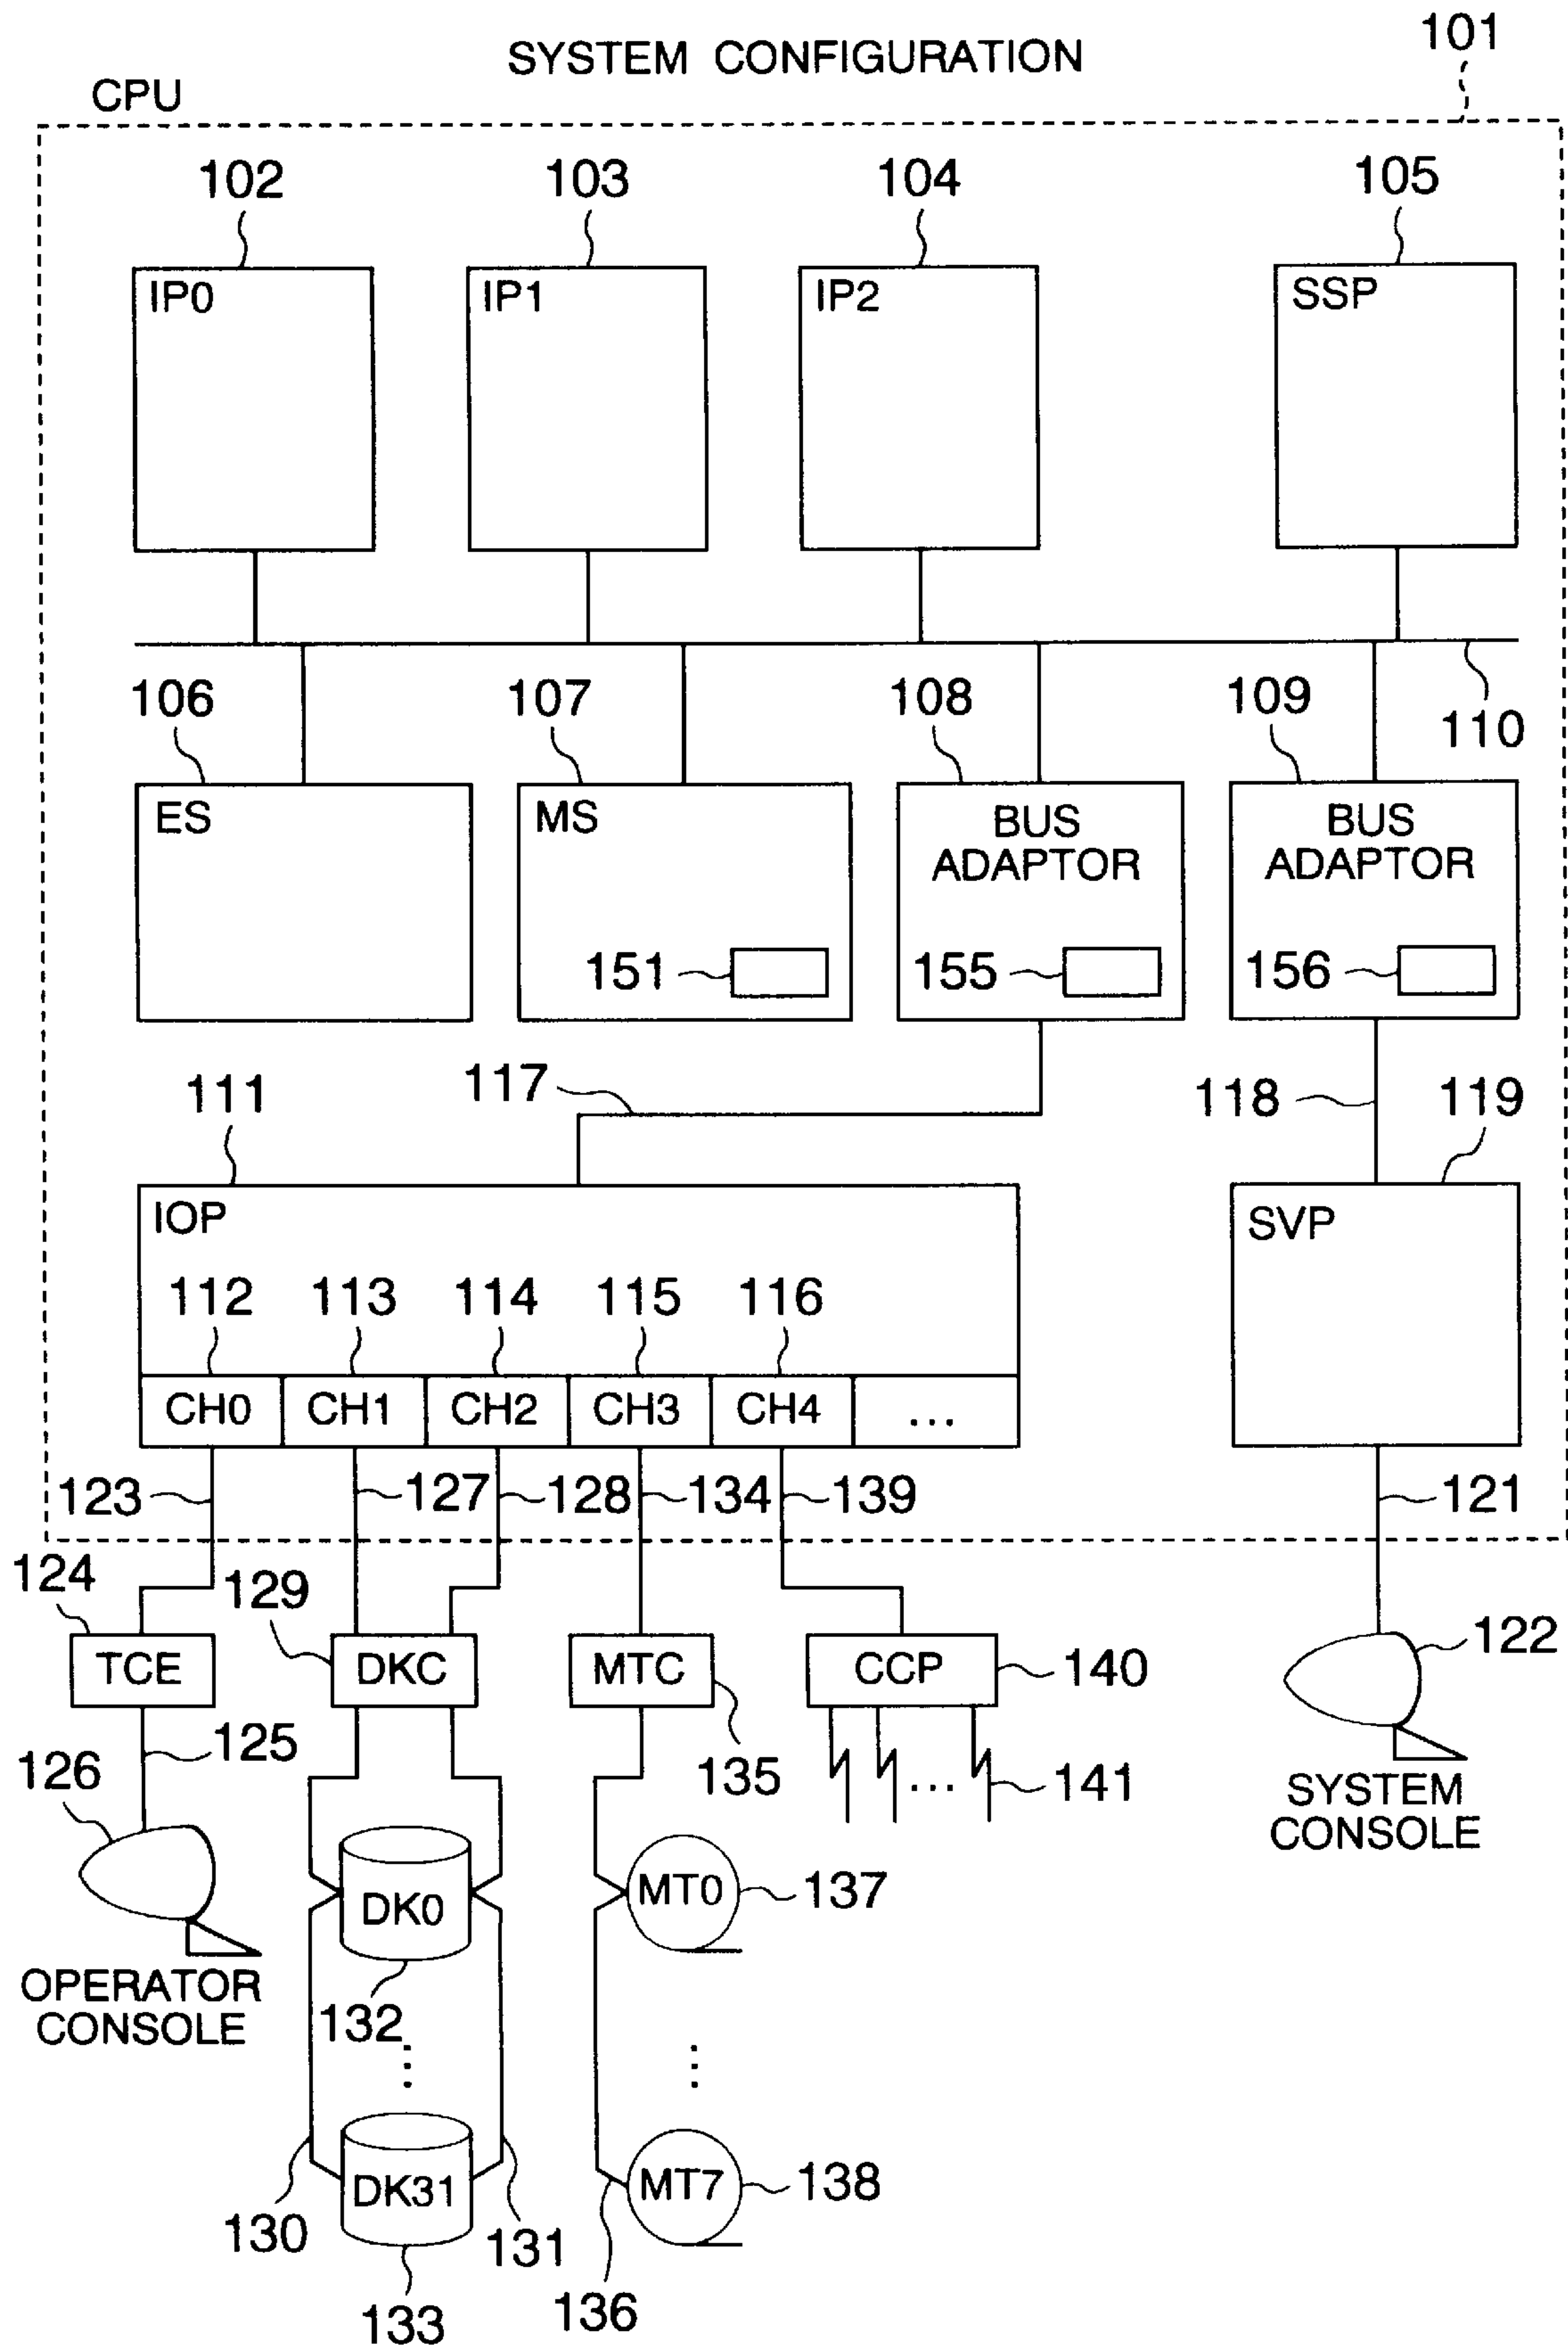 SYSTEM CONFIGURATION
101
CPU
102
103
104
105
IP0
IP1
IP2
SSP
106
107
108
109
110
ES
MS
BUS
ADAPTOR
BUS
ADAPTOR
151
155
156
117
111
118
119
IOP
SVP
112
113
114
115
116
CH0
CH1
CH2
CH3
CH4
...
123
127
128
134
139
121
124
129
TCE
DKC
MTC
CCP
140
122
125
126
135
...
141
SYSTEM
CONSOLE
DK0
MT0
137
OPERATOR
CONSOLE
132
DK31
MT7
138
130
131
136
133